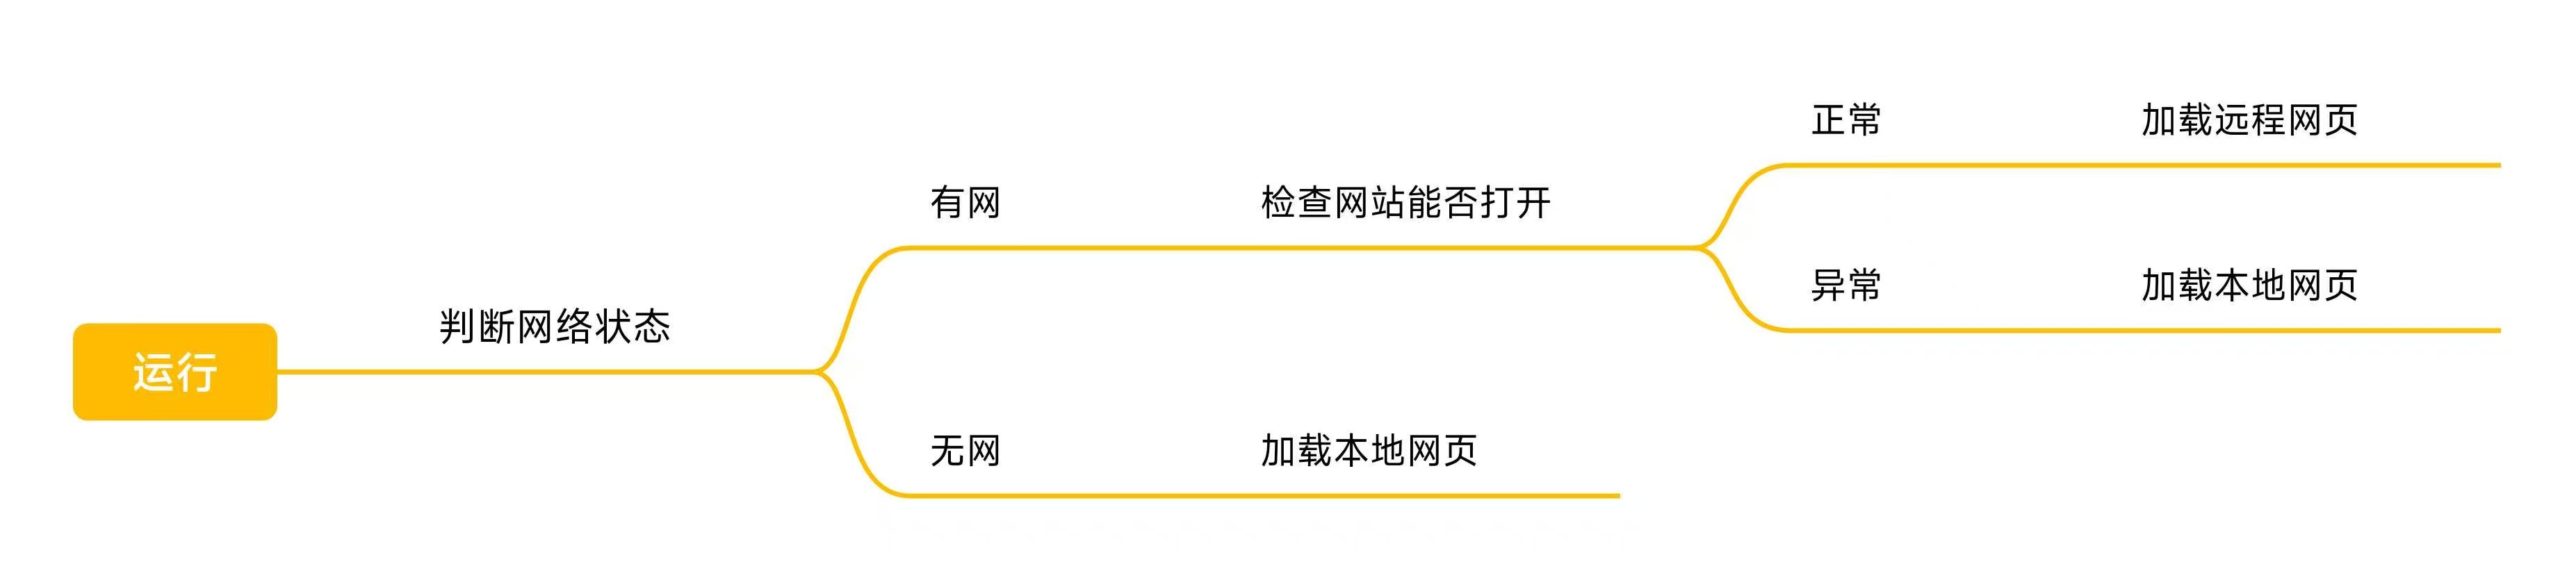 运行
判断网络状态
有网
检查网站能否打开
正常
加载远程网页
异常
加载本地网页
无网
加载本地网页